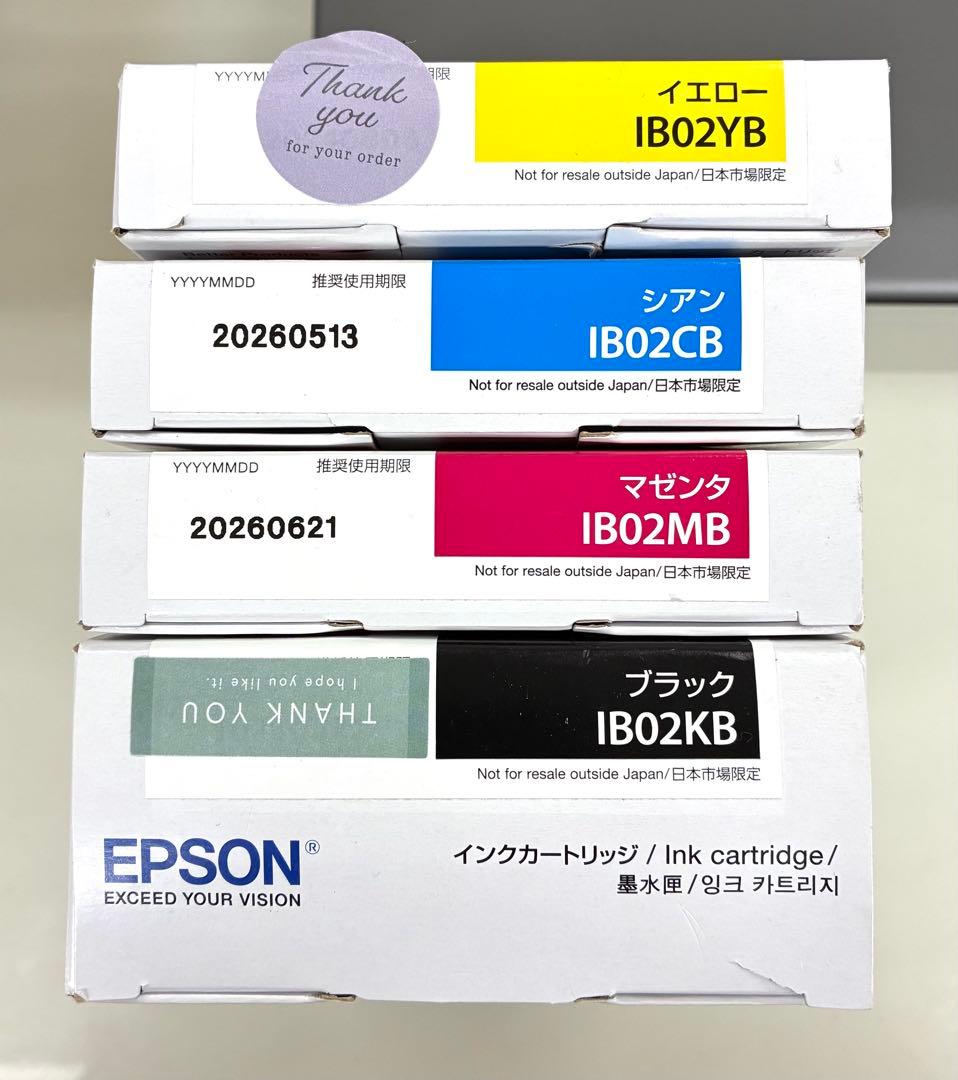 Thank
you
for your order
イエロー
IB02YB
Not for resale outside Japan/日本市場限定
YYYYMMDD 推奨使用期限
20260513
シアン
IB02CB
Not for resale outside Japan/日本市場限定
YYYYMMDD 推奨使用期限
20260621
マゼンタ
IB02MB
Not for resale outside Japan/日本市場限定
THANK YOU
I hope you like it.
ブラック
IB02KB
Not for resale outside Japan/日本市場限定
EPSON®
EXCEED YOUR VISION
インクカートリッジ / Ink cartridge/
墨水匣/잉크 카트리지